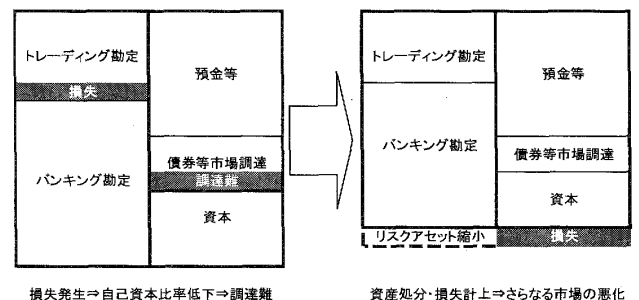 トレーディング勘定
損失
バンキング勘定
預金等
債券等市場調達
調達難
資本
トレーディング勘定
バンキング勘定
預金等
債券等市場調達
資本
リスクアセット縮小
損失
損失発生⇒自己資本比率低下⇒調達難
資産処分・損失計上⇒さらなる市場の悪化